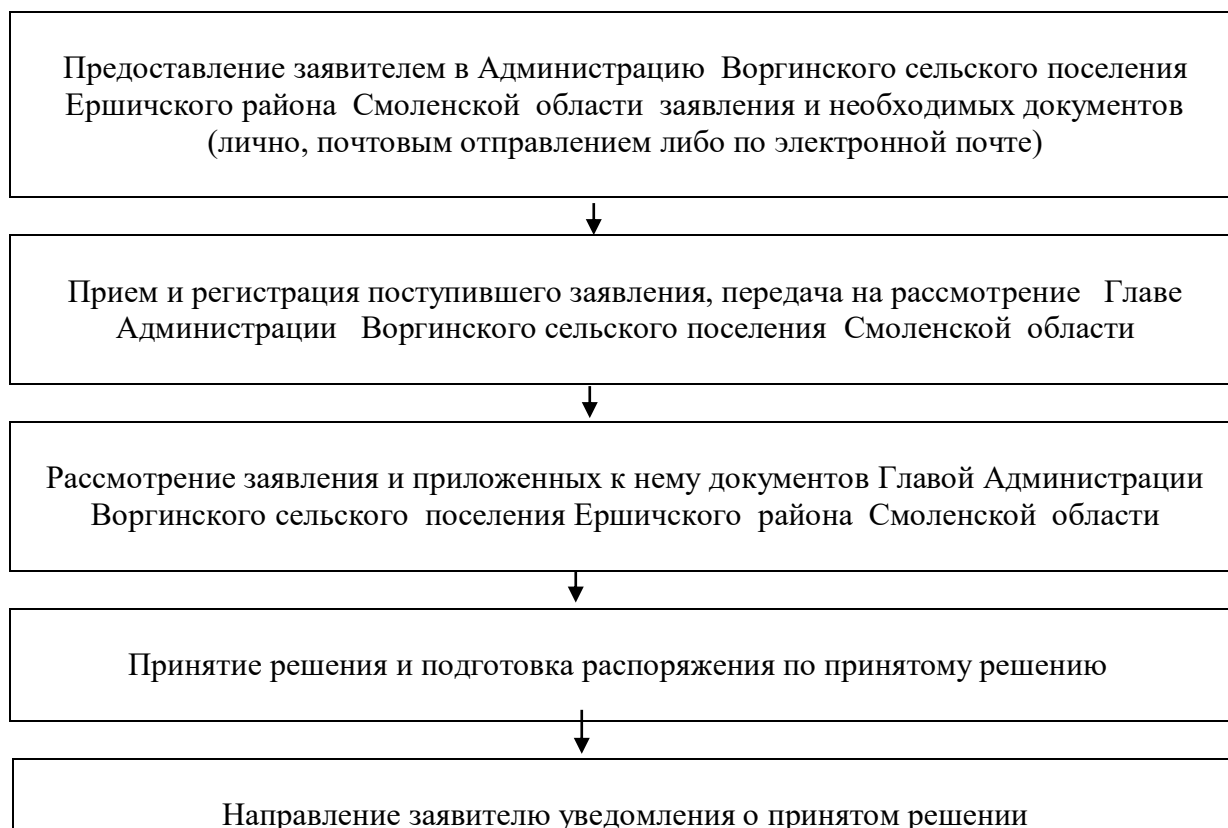 Предоставление заявителем в Администрацию Воргинского сельского поселения
Ершичского района Смоленской области заявления и необходимых документов
(лично, почтовым отправлением либо по электронной почте)
Прием и регистрация поступившего заявления, передача на рассмотрение Главе
Администрации Воргинского сельского поселения Смоленской области
Рассмотрение заявления и приложенных к нему документов Главой Администрации
Воргинского сельского поселения Ершичского района Смоленской области
Принятие решения и подготовка распоряжения по принятому решению
Направление заявителю уведомления о принятом решении